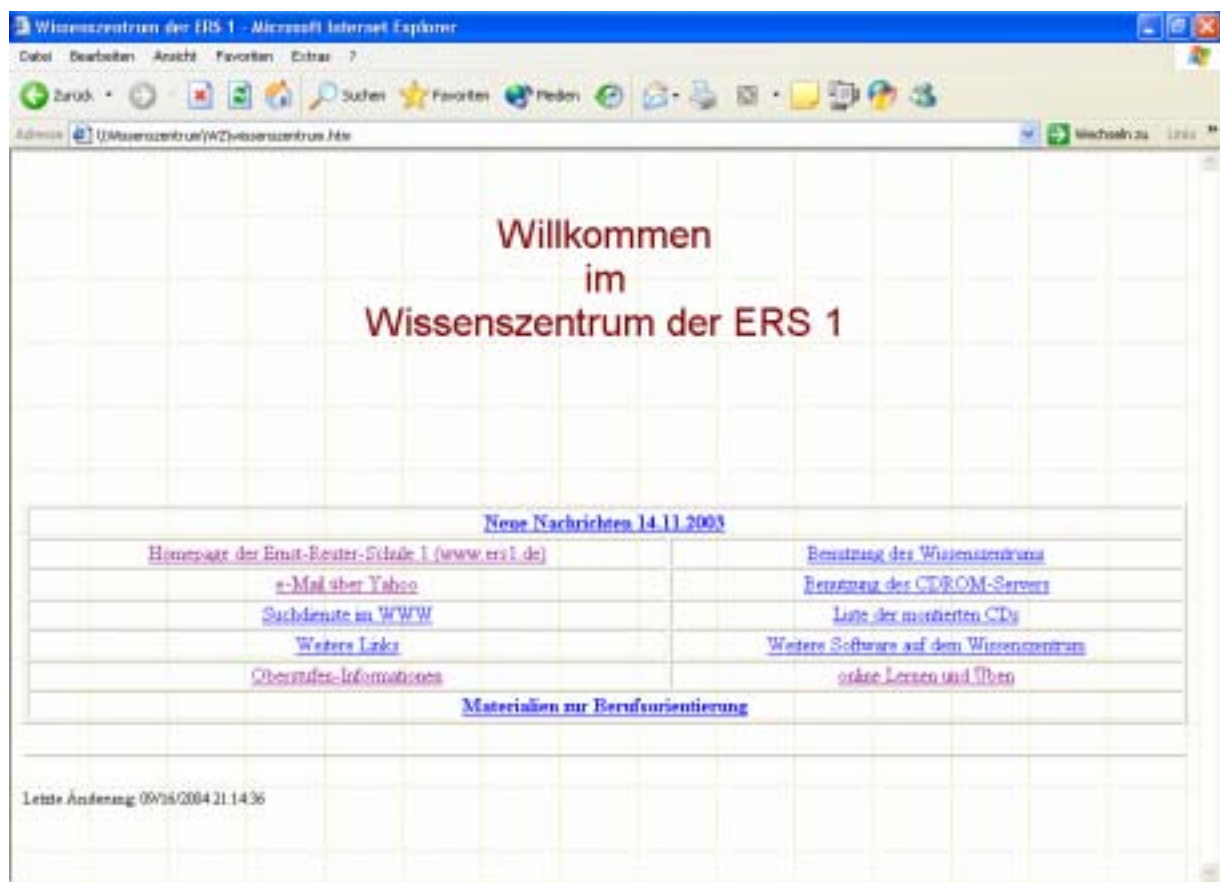 Wissenszentrum der ERS 1 - Microsoft Internet Explorer
Datei Bearbeiten Ansicht Favoriten Extras ?
Zurück Suchen Favoriten Medien
Adresse Wechseln zu Links
Willkommen
im
Wissenszentrum der ERS 1
Neue Nachrichten 14.11.2003
Homepage der Ernst-Reuter-Schule 1 (www.ers1.de) Benutzung des Wissenszentrums
e-Mail über Yahoo Benutzung des CDROM-Servers
Suchdienste im WWW Liste der montierten CDs
Weitere Links Weitere Software auf dem Wissenszentrum
Oberstufen-Informationen online Lernen und Üben
Materialien zur Berufsorientierung
Letzte Änderung: 09/16/2004 21:14:36